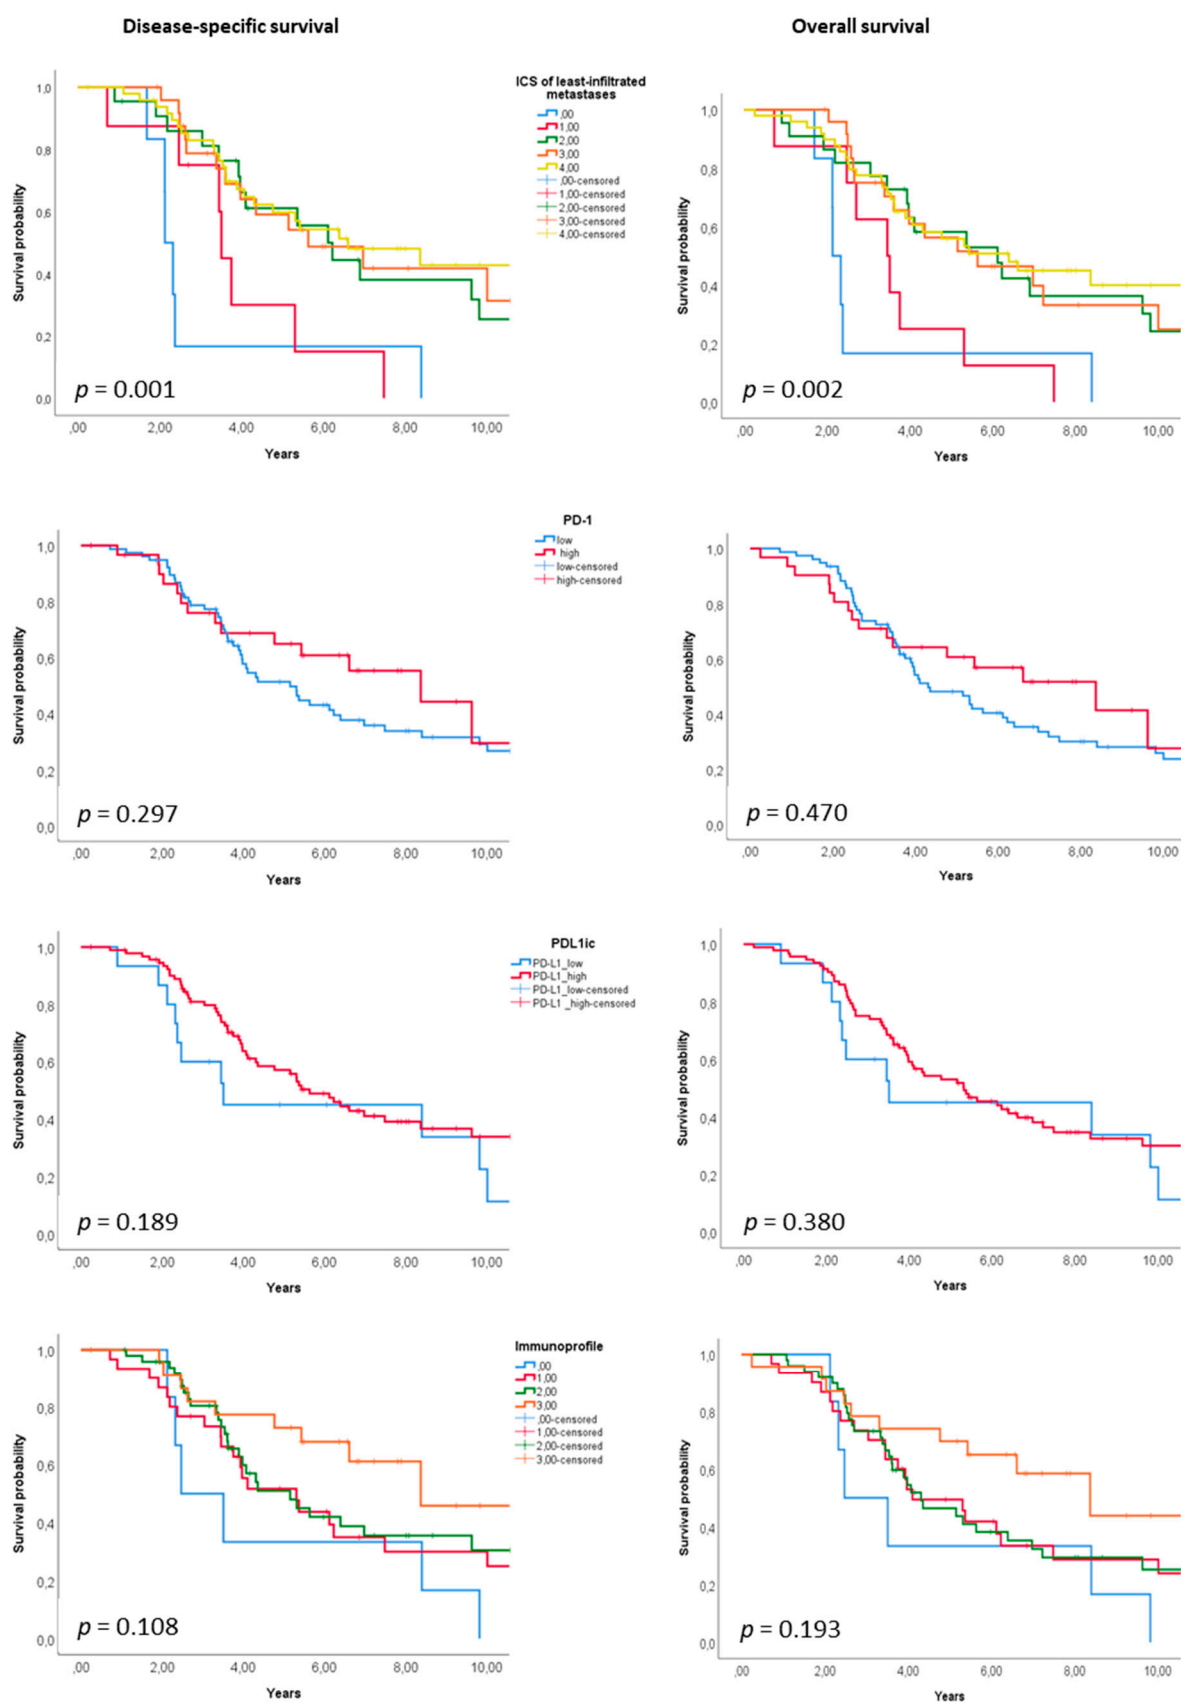 Disease-specific survival
Overall survival
ICS of least-infiltrated
metastases
,00
1,00
2,00
3,00
4,00
,00-censored
1,00-censored
2,00-censored
3,00-censored
4,00-censored
1,0
0,8
0,6
0,4
0,2
0,0
Survival probability
p = 0.001
,00
2,00
4,00
6,00
8,00
10,00
Years
1,0
0,8
0,6
0,4
0,2
0,0
Survival probability
p = 0.002
,00
2,00
4,00
6,00
8,00
10,00
Years
PD-1
low
high
low-censored
high-censored
1,0
0,8
0,6
0,4
0,2
0,0
Survival probability
p = 0.297
,00
2,00
4,00
6,00
8,00
10,00
Years
1,0
0,8
0,6
0,4
0,2
0,0
Survival probability
p = 0.470
,00
2,00
4,00
6,00
8,00
10,00
Years
PDL1ic
PD-L1_low
PD-L1_high
PD-L1_low-censored
PD-L1 _high-censored
1,0
0,8
0,6
0,4
0,2
0,0
Survival probability
p = 0.189
,00
2,00
4,00
6,00
8,00
10,00
Years
1,0
0,8
0,6
0,4
0,2
0,0
Survival probability
p = 0.380
,00
2,00
4,00
6,00
8,00
10,00
Years
Immunoprofile
,00
1,00
2,00
3,00
,00-censored
1,00-censored
2,00-censored
3,00-censored
1,0
0,8
0,6
0,4
0,2
0,0
Survival probability
p = 0.108
,00
2,00
4,00
6,00
8,00
10,00
Years
1,0
0,8
0,6
0,4
0,2
0,0
Survival probability
p = 0.193
,00
2,00
4,00
6,00
8,00
10,00
Years